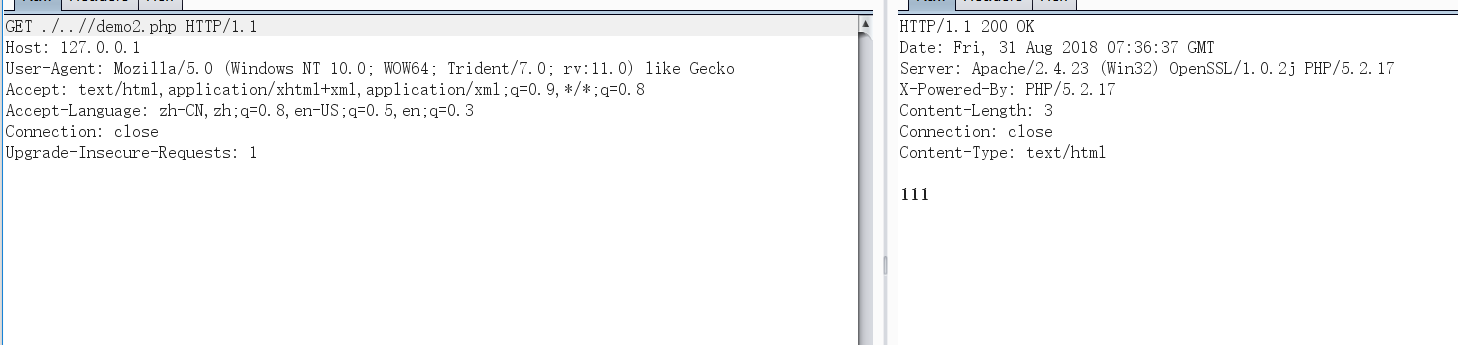 Raw Headers Hex
GET ./..//demo2.php HTTP/1.1
Host: 127.0.0.1
User-Agent: Mozilla/5.0 (Windows NT 10.0; WOW64; Trident/7.0; rv:11.0) like Gecko
Accept: text/html,application/xhtml+xml,application/xml;q=0.9,*/*;q=0.8
Accept-Language: zh-CN,zh;q=0.8,en-US;q=0.5,en;q=0.3
Connection: close
Upgrade-Insecure-Requests: 1
Raw Headers Hex
HTTP/1.1 200 OK
Date: Fri, 31 Aug 2018 07:36:37 GMT
Server: Apache/2.4.23 (Win32) OpenSSL/1.0.2j PHP/5.2.17
X-Powered-By: PHP/5.2.17
Content-Length: 3
Connection: close
Content-Type: text/html
111